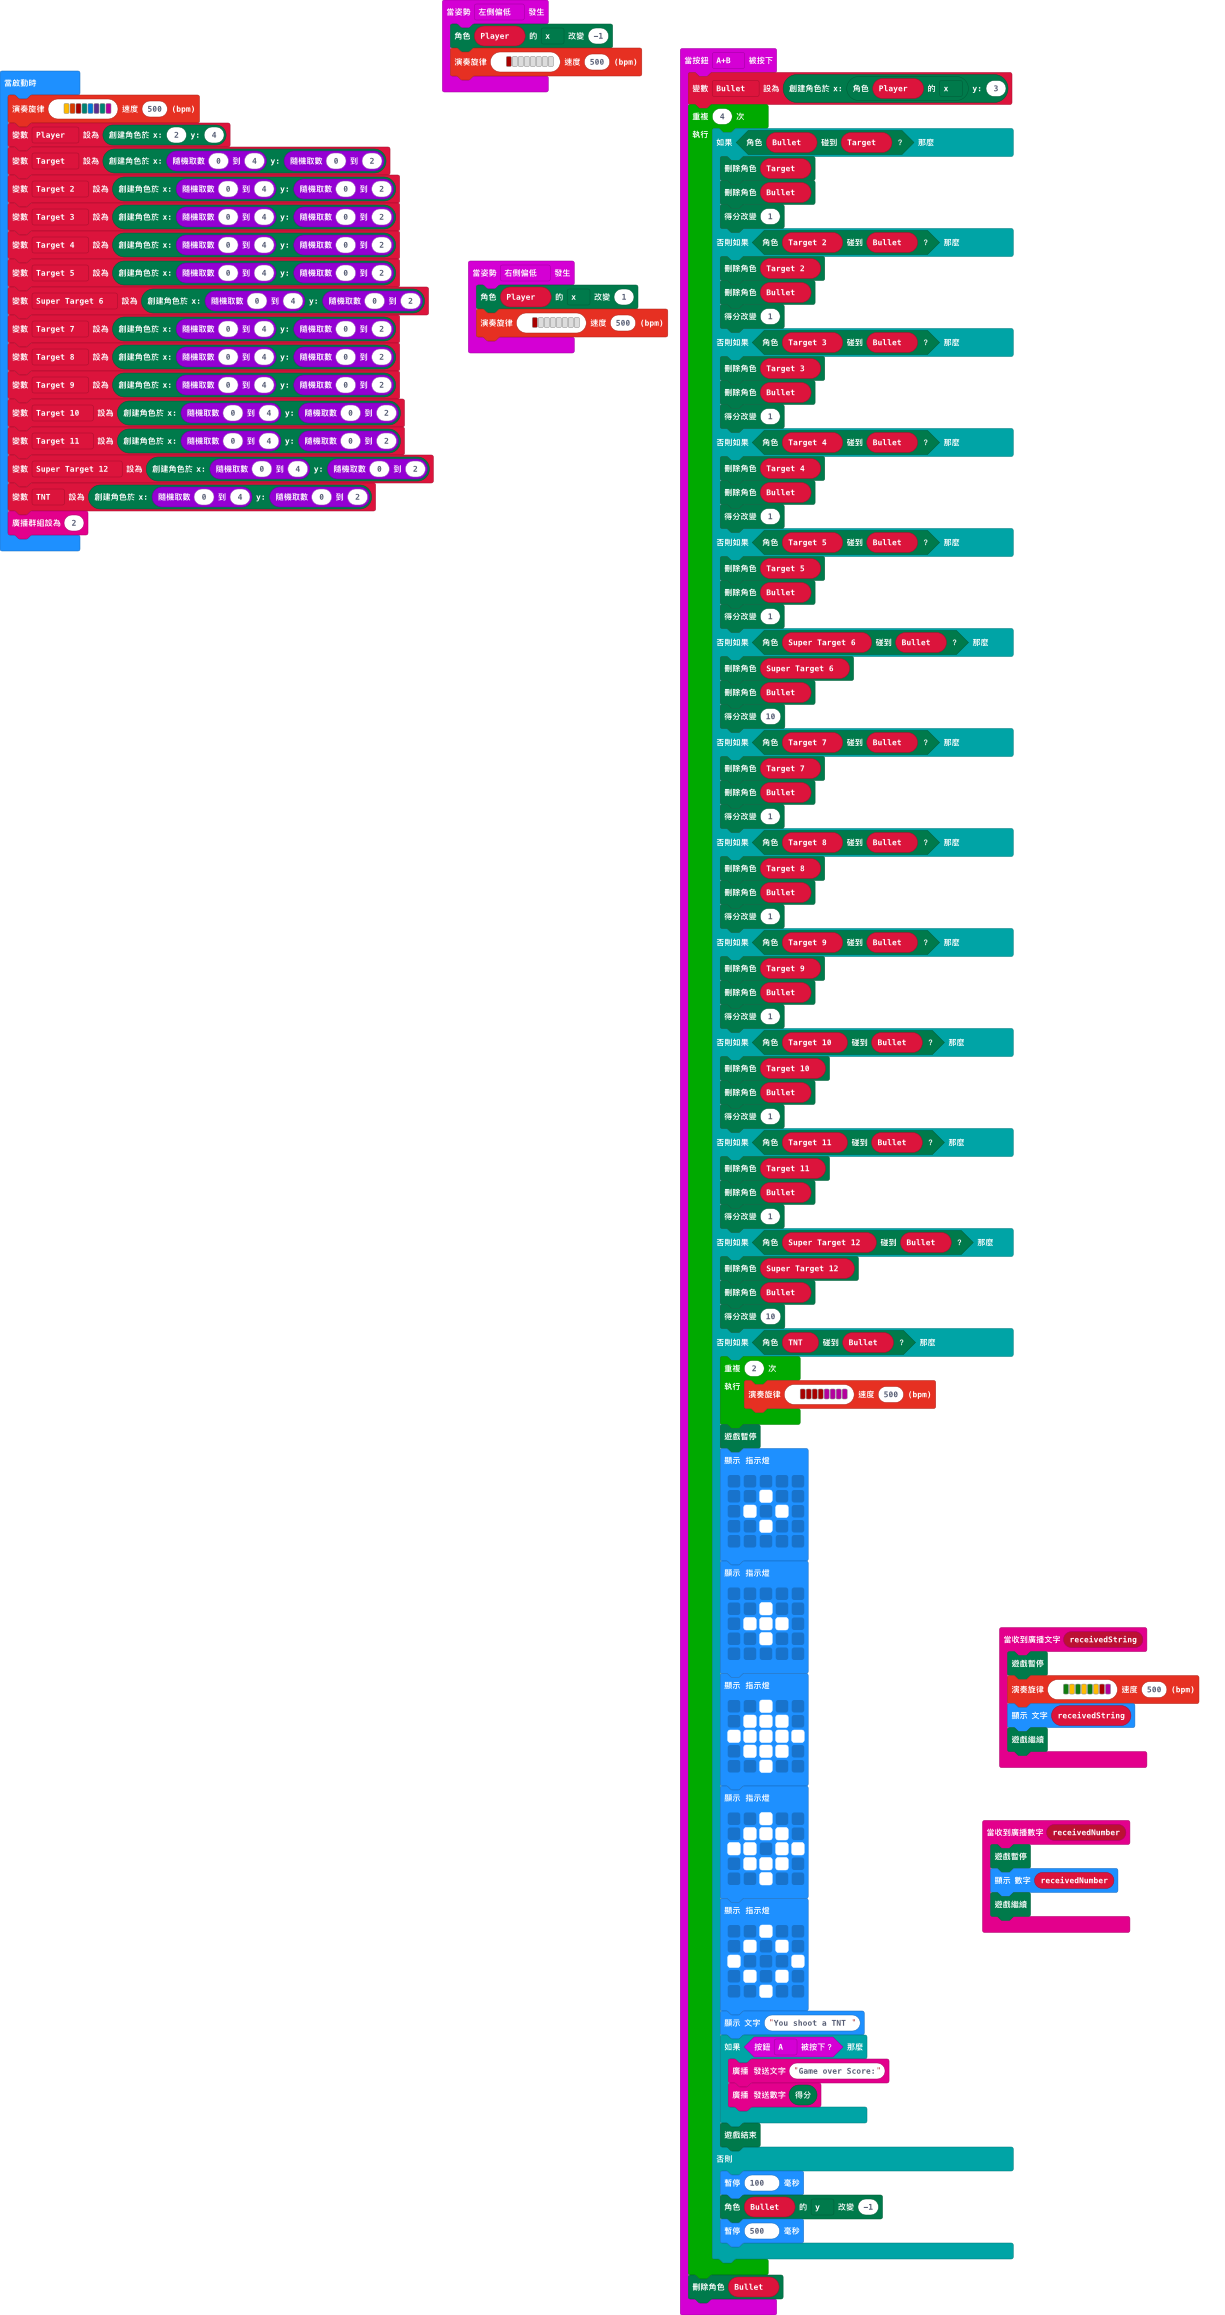 當啟動時
演奏旋律 速度 500 (bpm)
變數 Player 設為 創建角色於 x: 2 y: 4
變數 Target 設為 創建角色於 x: 隨機取數 0 到 4 y: 隨機取數 0 到 2
變數 Target 2 設為 創建角色於 x: 隨機取數 0 到 4 y: 隨機取數 0 到 2
變數 Target 3 設為 創建角色於 x: 隨機取數 0 到 4 y: 隨機取數 0 到 2
變數 Target 4 設為 創建角色於 x: 隨機取數 0 到 4 y: 隨機取數 0 到 2
變數 Target 5 設為 創建角色於 x: 隨機取數 0 到 4 y: 隨機取數 0 到 2
變數 Super Target 6 設為 創建角色於 x: 隨機取數 0 到 4 y: 隨機取數 0 到 2
變數 Target 7 設為 創建角色於 x: 隨機取數 0 到 4 y: 隨機取數 0 到 2
變數 Target 8 設為 創建角色於 x: 隨機取數 0 到 4 y: 隨機取數 0 到 2
變數 Target 9 設為 創建角色於 x: 隨機取數 0 到 4 y: 隨機取數 0 到 2
變數 Target 10 設為 創建角色於 x: 隨機取數 0 到 4 y: 隨機取數 0 到 2
變數 Target 11 設為 創建角色於 x: 隨機取數 0 到 4 y: 隨機取數 0 到 2
變數 Super Target 12 設為 創建角色於 x: 隨機取數 0 到 4 y: 隨機取數 0 到 2
變數 TNT 設為 創建角色於 x: 隨機取數 0 到 4 y: 隨機取數 0 到 2
廣播群組設為 2
當姿勢 左側偏低 發生
角色 Player 的 x 改變 -1
演奏旋律 速度 500 (bpm)
當姿勢 右側偏低 發生
角色 Player 的 x 改變 1
演奏旋律 速度 500 (bpm)
當按鈕 A+B 被按下
變數 Bullet 設為 創建角色於 x: 角色 Player 的 x y: 3
重複 4 次
執行 如果 角色 Bullet 碰到 Target ? 那麼
刪除角色 Target
刪除角色 Bullet
得分改變 1
否則如果 角色 Target 2 碰到 Bullet ? 那麼
刪除角色 Target 2
刪除角色 Bullet
得分改變 1
否則如果 角色 Target 3 碰到 Bullet ? 那麼
刪除角色 Target 3
刪除角色 Bullet
得分改變 1
否則如果 角色 Target 4 碰到 Bullet ? 那麼
刪除角色 Target 4
刪除角色 Bullet
得分改變 1
否則如果 角色 Target 5 碰到 Bullet ? 那麼
刪除角色 Target 5
刪除角色 Bullet
得分改變 1
否則如果 角色 Super Target 6 碰到 Bullet ? 那麼
刪除角色 Super Target 6
刪除角色 Bullet
得分改變 10
否則如果 角色 Target 7 碰到 Bullet ? 那麼
刪除角色 Target 7
刪除角色 Bullet
得分改變 1
否則如果 角色 Target 8 碰到 Bullet ? 那麼
刪除角色 Target 8
刪除角色 Bullet
得分改變 1
否則如果 角色 Target 9 碰到 Bullet ? 那麼
刪除角色 Target 9
刪除角色 Bullet
得分改變 1
否則如果 角色 Target 10 碰到 Bullet ? 那麼
刪除角色 Target 10
刪除角色 Bullet
得分改變 1
否則如果 角色 Target 11 碰到 Bullet ? 那麼
刪除角色 Target 11
刪除角色 Bullet
得分改變 1
否則如果 角色 Super Target 12 碰到 Bullet ? 那麼
刪除角色 Super Target 12
刪除角色 Bullet
得分改變 10
否則如果 角色 TNT 碰到 Bullet ? 那麼
重複 2 次
執行 演奏旋律 速度 500 (bpm)
遊戲暫停
顯示 指示燈
顯示 指示燈
顯示 指示燈
顯示 指示燈
顯示 指示燈
顯示 文字 "You shoot a TNT "
如果 按鈕 A 被按下? 那麼
廣播 發送文字 "Game over Score:"
廣播 發送數字 得分
遊戲結束
否則
暫停 100 毫秒
角色 Bullet 的 y 改變 -1
暫停 500 毫秒
刪除角色 Bullet
當收到廣播文字 receivedString
遊戲暫停
演奏旋律 速度 500 (bpm)
顯示 文字 receivedString
遊戲繼續
當收到廣播數字 receivedNumber
遊戲暫停
顯示 數字 receivedNumber
遊戲繼續